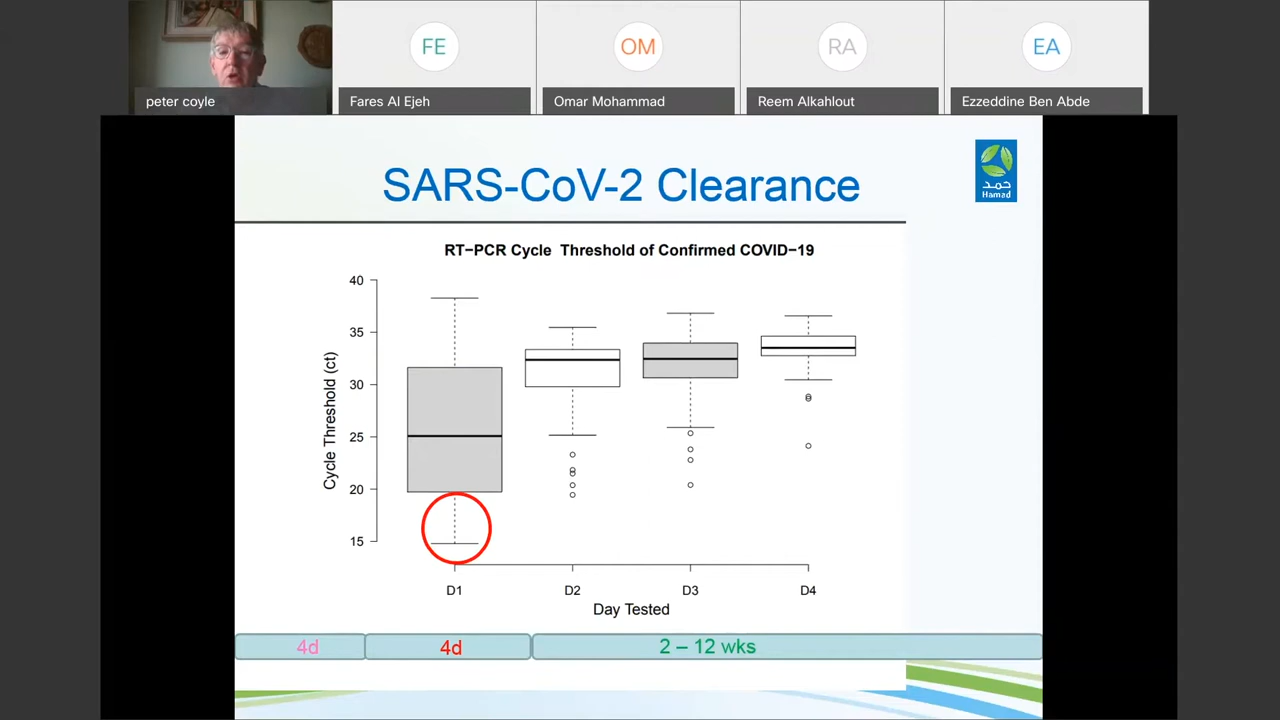 FE
OM
RA
EA
peter coyle
Fares Al Ejeh
Omar Mohammad
Reem Alkahlout
Ezzeddine Ben Abde
SARS-CoV-2 Clearance
حمد
Hamad
RT−PCR Cycle Threshold of Confirmed COVID−19
Cycle Threshold (ct)
40
35
30
25
20
15
D1
D2
D3
D4
Day Tested
4d
4d
2 – 12 wks